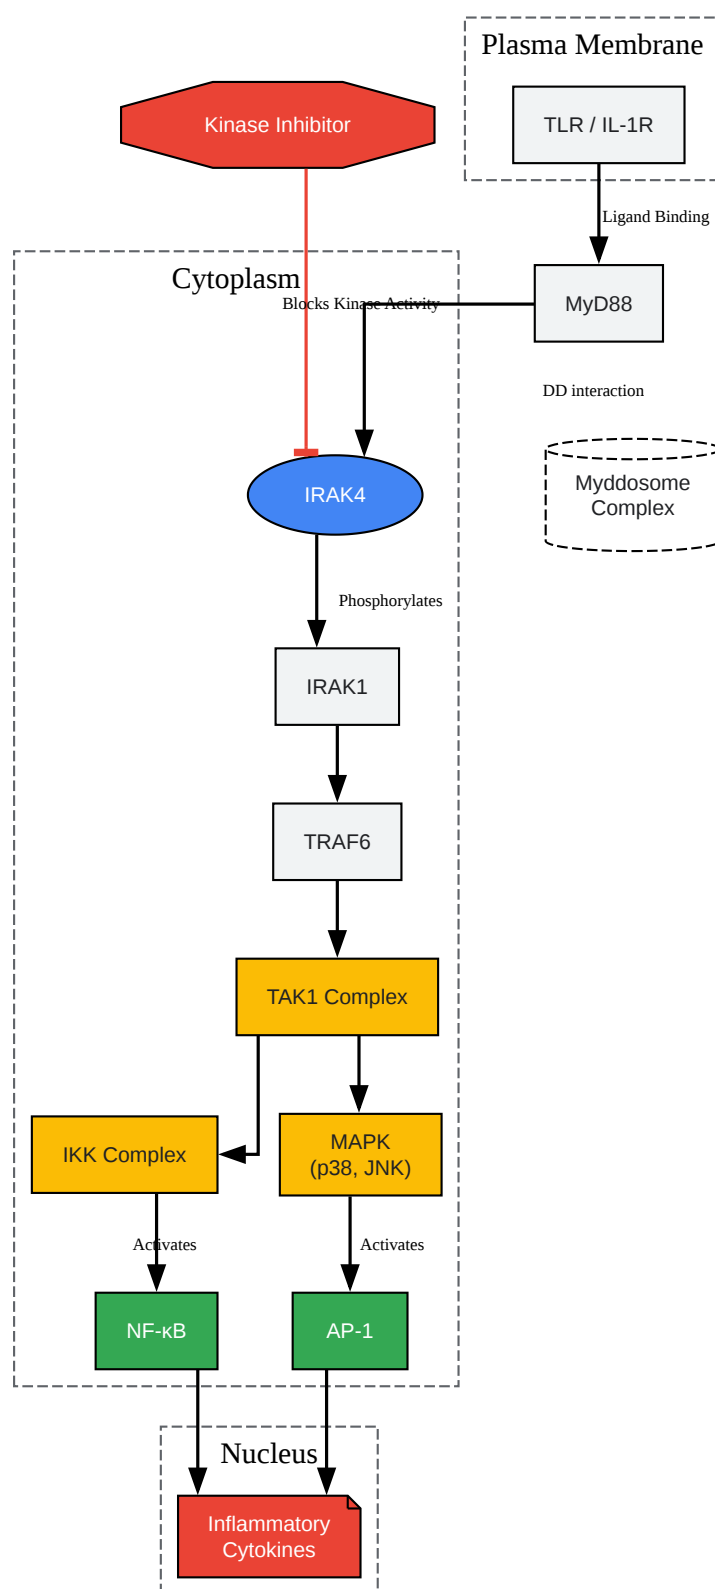 Plasma Membrane
Kinase Inhibitor
TLR / IL-1R
Ligand Binding
Cytoplasm
Blocks Kinase Activity
MyD88
DD interaction
Myddosome
Complex
IRAK4
Phosphorylates
IRAK1
TRAF6
TAK1 Complex
IKK Complex
MAPK
(p38, JNK)
Activates
Activates
NF-κB
AP-1
Nucleus
Inflammatory
Cytokines